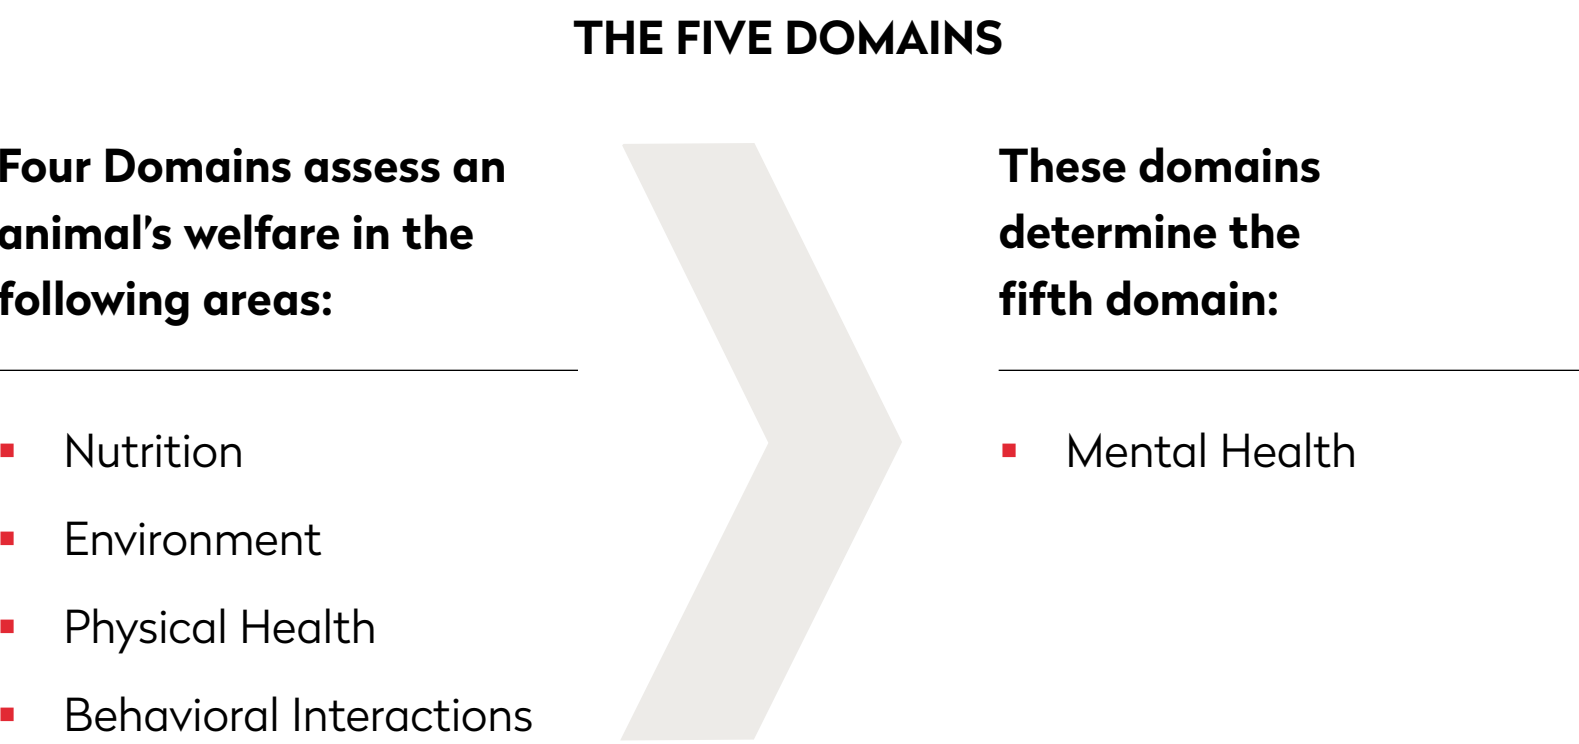 THE FIVE DOMAINS
Four Domains assess an
animal’s welfare in the
following areas:
▪ Nutrition
▪ Environment
▪ Physical Health
▪ Behavioral Interactions
These domains
determine the
fifth domain:
▪ Mental Health